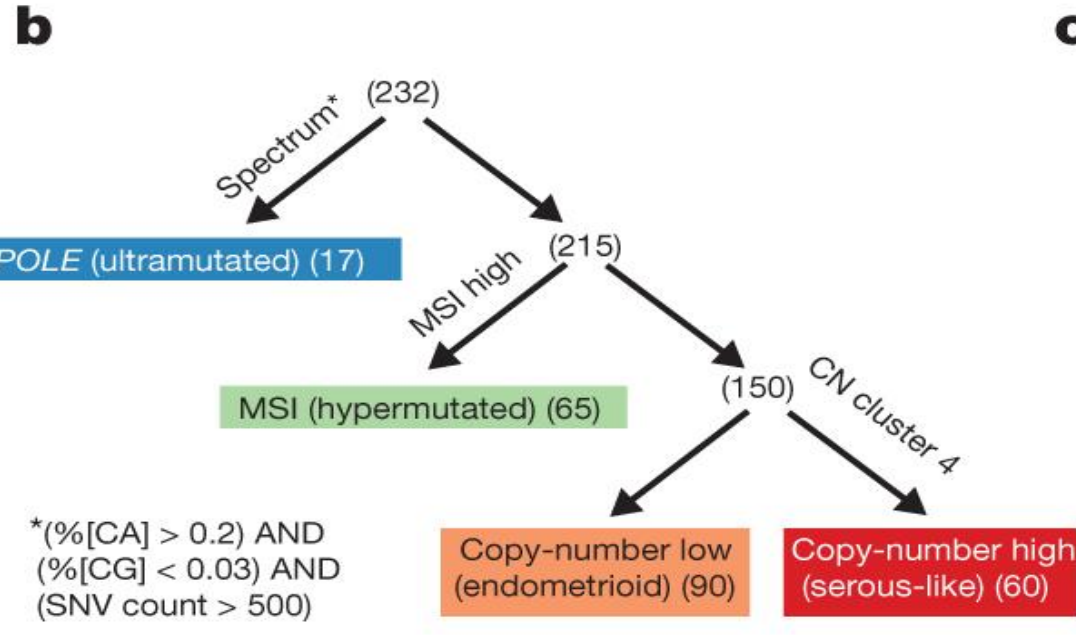 b
c
(232)
Spectrum*
POLE (ultramutated) (17)
(215)
MSI high
MSI (hypermutated) (65)
(150)
CN cluster 4
*(%[CA] > 0.2) AND
(%[CG] < 0.03) AND
(SNV count > 500)
Copy-number low
(endometrioid) (90)
Copy-number high
(serous-like) (60)